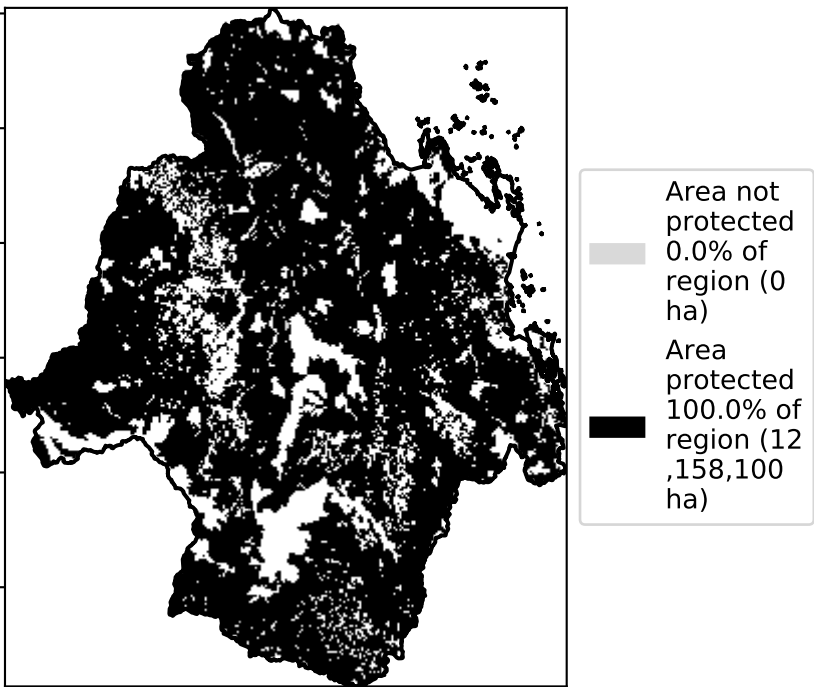 Area not
protected
0.0% of
region (0
ha)
Area
protected
100.0% of
region (12
,158,100
ha)